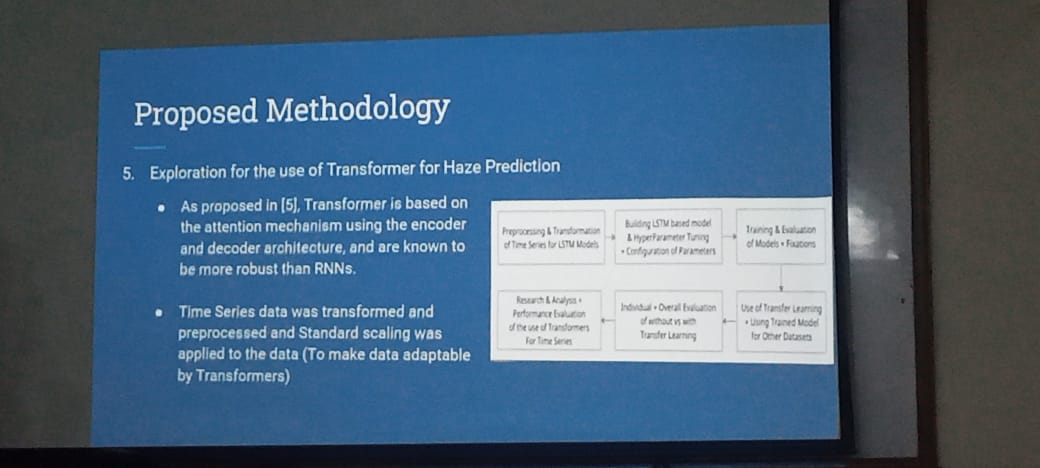 Proposed Methodology
5. Exploration for the use of Transformer for Haze Prediction
• As proposed in [5], Transformer is based on
the attention mechanism using the encoder
and decoder architecture, and are known to
be more robust than RNNs.
• Time Series data was transformed and
preprocessed and Standard scaling was
applied to the data (To make data adaptable
by Transformers)
Preprocessing & Transformation
of Time Series for LSTM Models
Building LSTM based model
& HyperParameter Tuning
+ Configuration of Parameters
Training & Evaluation
of Models + Fixations
Use of Transfer Learning
+ Using Trained Model
for Other Datasets
Individual + Overall Evaluation
of without vs with
Transfer Learning
Research & Analysis +
Performance Evaluation
of the use of Transformers
For Time Series